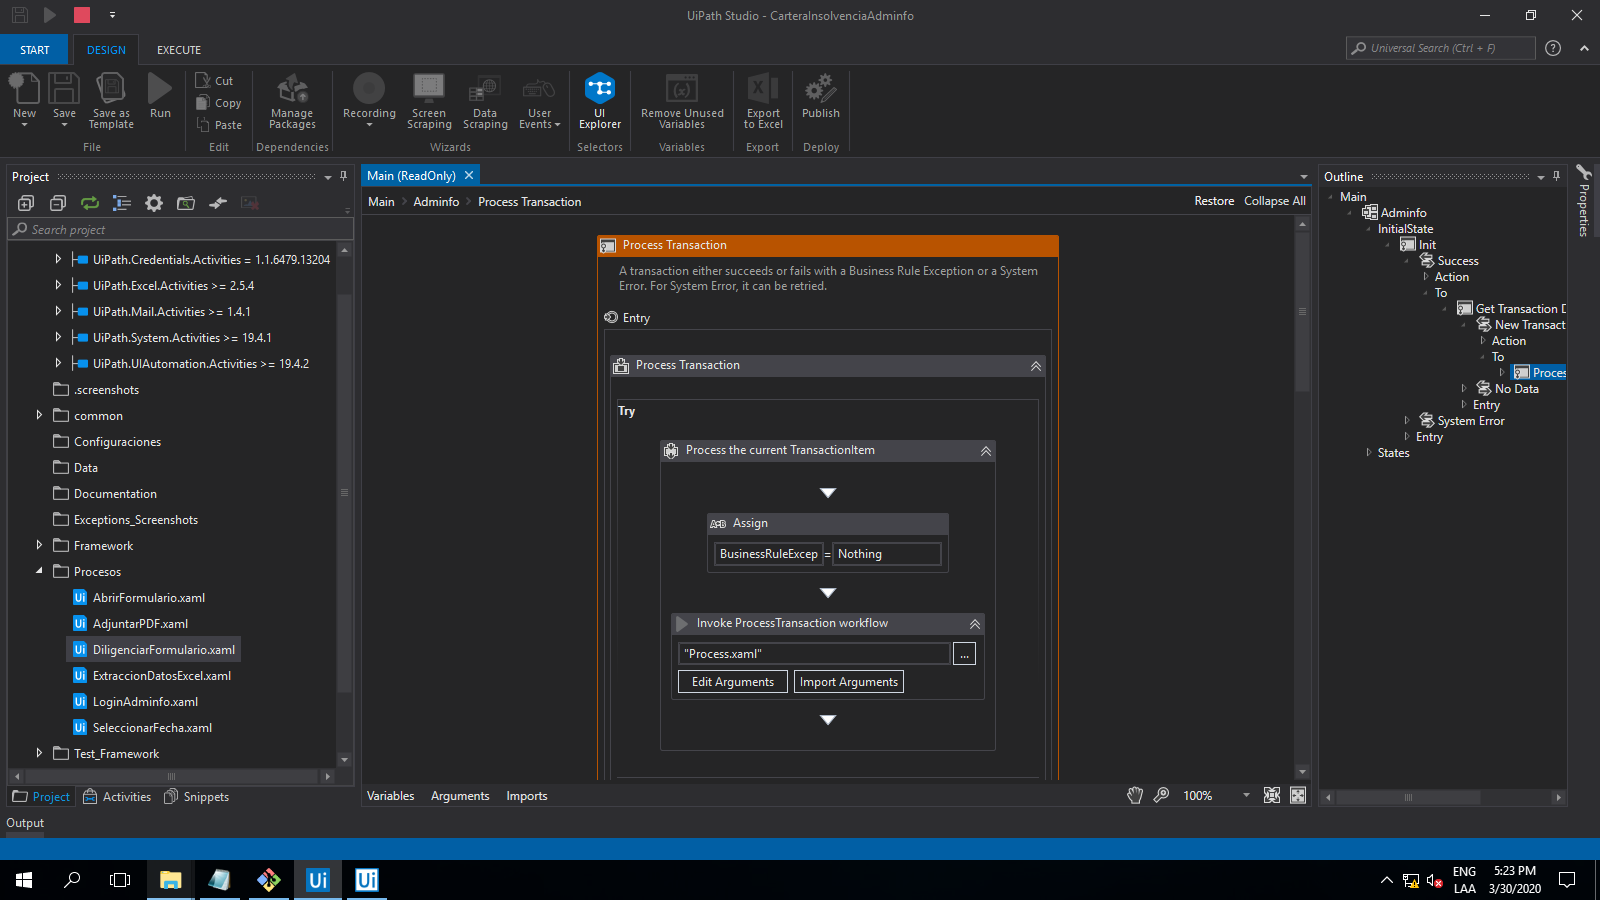 UiPath Studio - CarteraInsolvenciaAdminfo
START
DESIGN
EXECUTE
Universal Search (Ctrl + F)
New
Save
Save as Template
Run
Cut
Copy
Paste
Manage Packages
Recording
Screen Scraping
Data Scraping
User Events
UI Explorer
Remove Unused Variables
Export to Excel
Publish
File
Edit
Dependencies
Wizards
Selectors
Variables
Export
Deploy
Project
Search project
UiPath.Credentials.Activities = 1.1.6479.13204
UiPath.Excel.Activities >= 2.5.4
UiPath.Mail.Activities >= 1.4.1
UiPath.System.Activities >= 19.4.1
UiPath.UIAutomation.Activities >= 19.4.2
.screenshots
common
Configuraciones
Data
Documentation
Exceptions_Screenshots
Framework
Procesos
AbrirFormulario.xaml
AdjuntarPDF.xaml
DiligenciarFormulario.xaml
ExtraccionDatosExcel.xaml
LoginAdminfo.xaml
SeleccionarFecha.xaml
Test_Framework
Project
Activities
Snippets
Main (ReadOnly)
Main
Adminfo
Process Transaction
Restore
Collapse All
Process Transaction
A transaction either succeeds or fails with a Business Rule Exception or a System
Error. For System Error, it can be retried.
Entry
Process Transaction
Try
Process the current TransactionItem
Assign
BusinessRuleExcep = Nothing
Invoke ProcessTransaction workflow
"Process.xaml"
...
Edit Arguments
Import Arguments
Variables
Arguments
Imports
100%
Outline
Main
Adminfo
InitialState
Init
Success
Action
To
Get Transaction D
New Transact
Action
To
Proces
No Data
Entry
System Error
Entry
States
Properties
Output
ENG
LAA
5:23 PM
3/30/2020